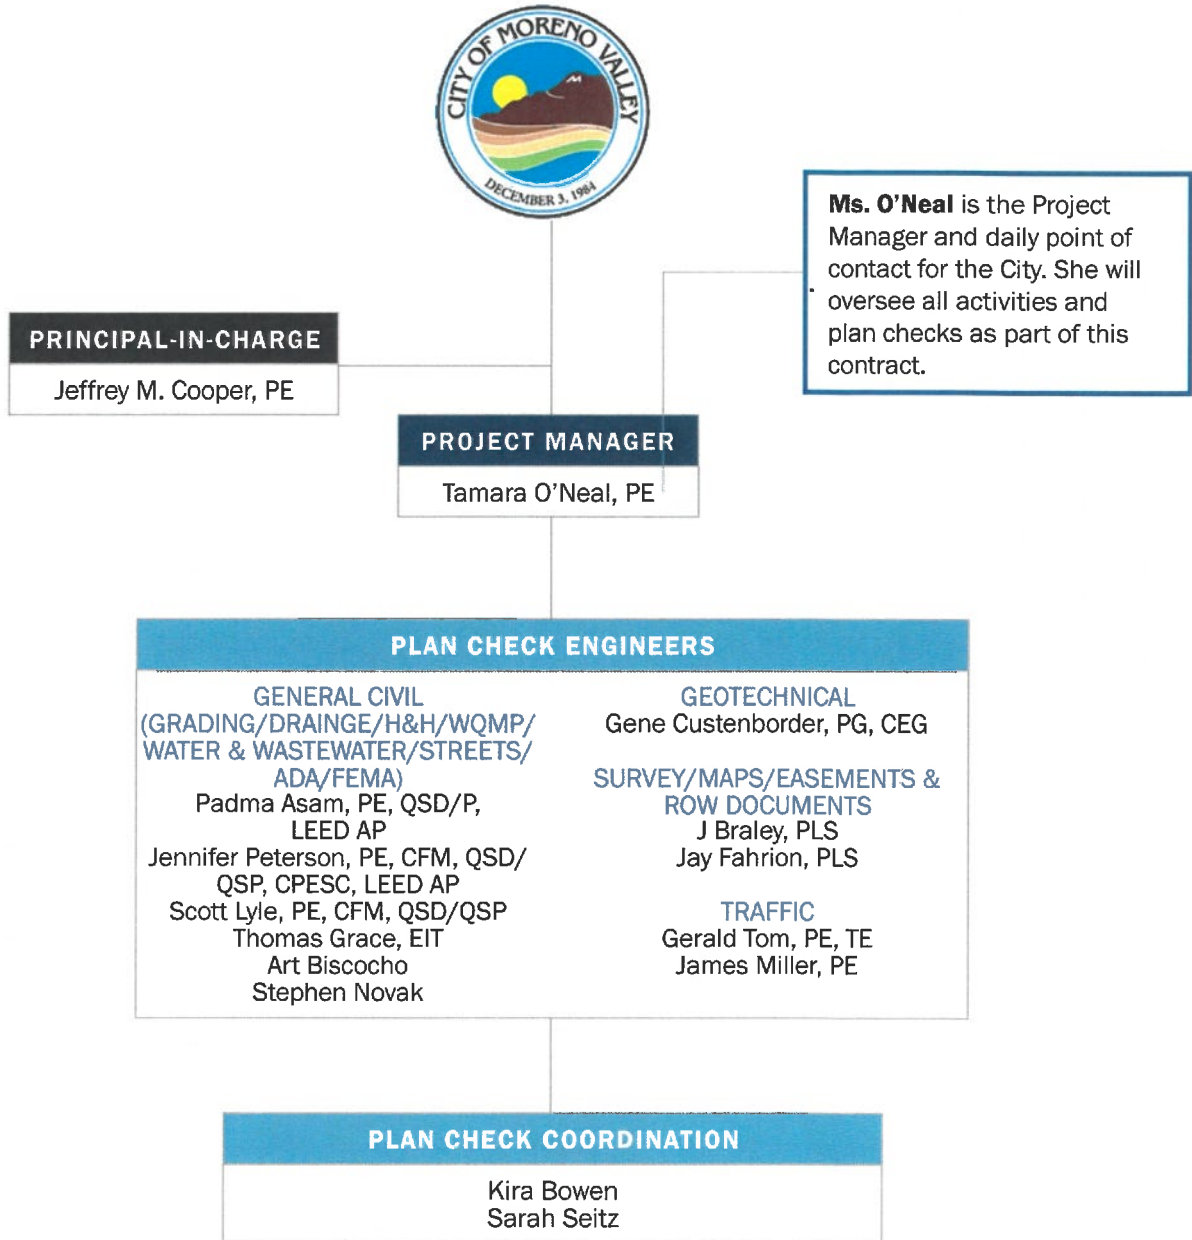 CITY OF MORENO VALLEY
DECEMBER 3, 1984
Ms. O'Neal is the Project
Manager and daily point of
contact for the City. She will
oversee all activities and
plan checks as part of this
contract.
PRINCIPAL-IN-CHARGE
Jeffrey M. Cooper, PE
PROJECT MANAGER
Tamara O'Neal, PE
PLAN CHECK ENGINEERS
GENERAL CIVIL
(GRADING/DRAINGE/H&H/WQMP/
WATER & WASTEWATER/STREETS/
ADA/FEMA)
Padma Asam, PE, QSD/P,
LEED AP
Jennifer Peterson, PE, CFM, QSD/
QSP, CPESC, LEED AP
Scott Lyle, PE, CFM, QSD/QSP
Thomas Grace, EIT
Art Biscocho
Stephen Novak
GEOTECHNICAL
Gene Custenborder, PG, CEG
SURVEY/MAPS/EASEMENTS &
ROW DOCUMENTS
J Braley, PLS
Jay Fahrion, PLS
TRAFFIC
Gerald Tom, PE, TE
James Miller, PE
PLAN CHECK COORDINATION
Kira Bowen
Sarah Seitz